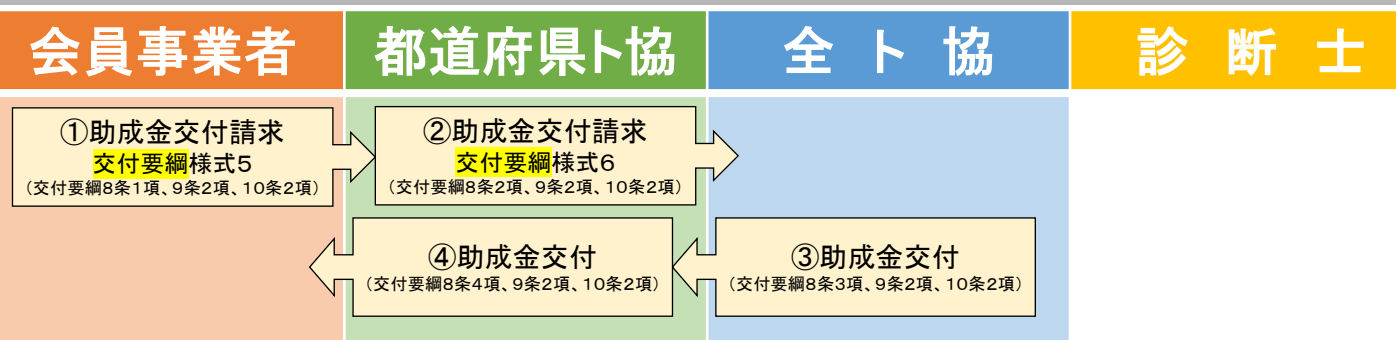 会員事業者
都道府県ト協
全ト協
診断士
①助成金交付請求
交付要綱様式5
(交付要綱8条1項、9条2項、10条2項)
②助成金交付請求
交付要綱様式6
(交付要綱8条2項、9条2項、10条2項)
④助成金交付
(交付要綱8条4項、9条2項、10条2項)
③助成金交付
(交付要綱8条3項、9条2項、10条2項)